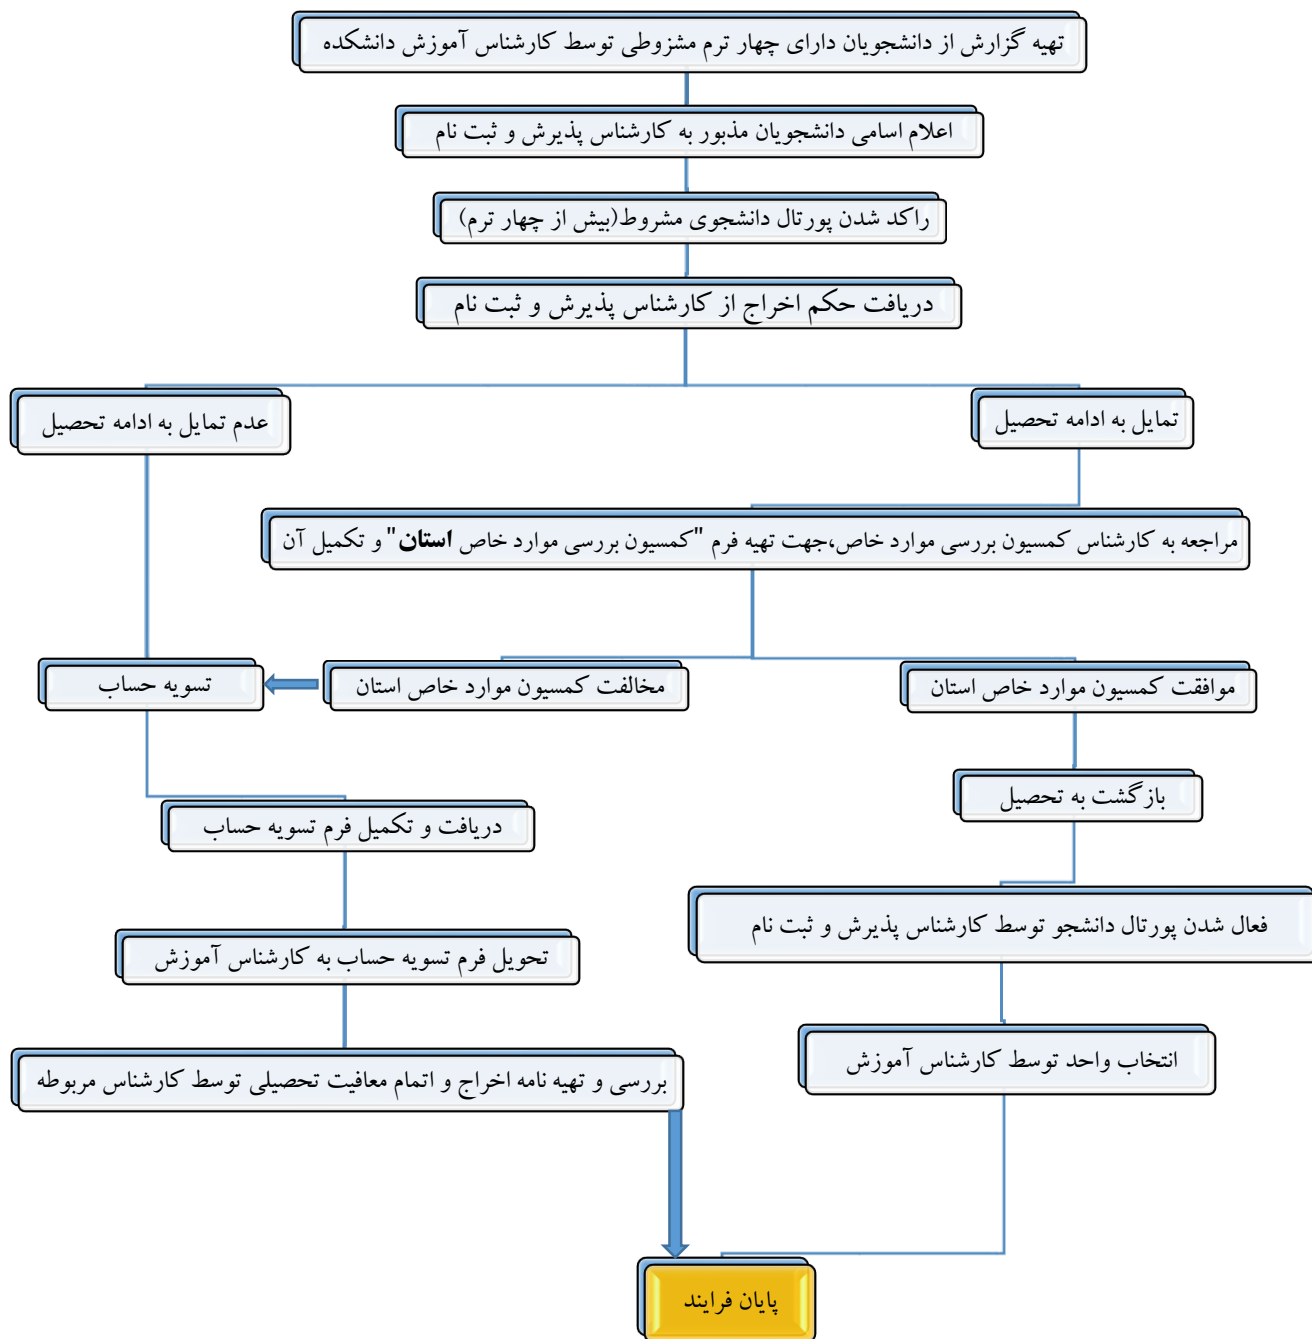 تهیه گزارش از دانشجویان دارای چهار ترم مشزوطی توسط کارشناس آموزش دانشکده
اعلام اسامی دانشجویان مذبور به کارشناس پذیرش و ثبت نام
راکد شدن پورتال دانشجوی مشروط(بیش از چهار ترم)
دریافت حکم اخراج از کارشناس پذیرش و ثبت نام
تمایل به ادامه تحصیل
عدم تمایل به ادامه تحصیل
مراجعه به کارشناس کمسیون بررسی موارد خاص،جهت تهیه فرم "کمسیون بررسی موارد خاص استان" و تکمیل آن
موافقت کمسیون موارد خاص استان
مخالفت کمسیون موارد خاص استان
تسویه حساب
بازگشت به تحصیل
دریافت و تکمیل فرم تسویه حساب
فعال شدن پورتال دانشجو توسط کارشناس پذیرش و ثبت نام
تحویل فرم تسویه حساب به کارشناس آموزش
انتخاب واحد توسط کارشناس آموزش
بررسی و تهیه نامه اخراج و اتمام معافیت تحصیلی توسط کارشناس مربوطه
پایان فرایند